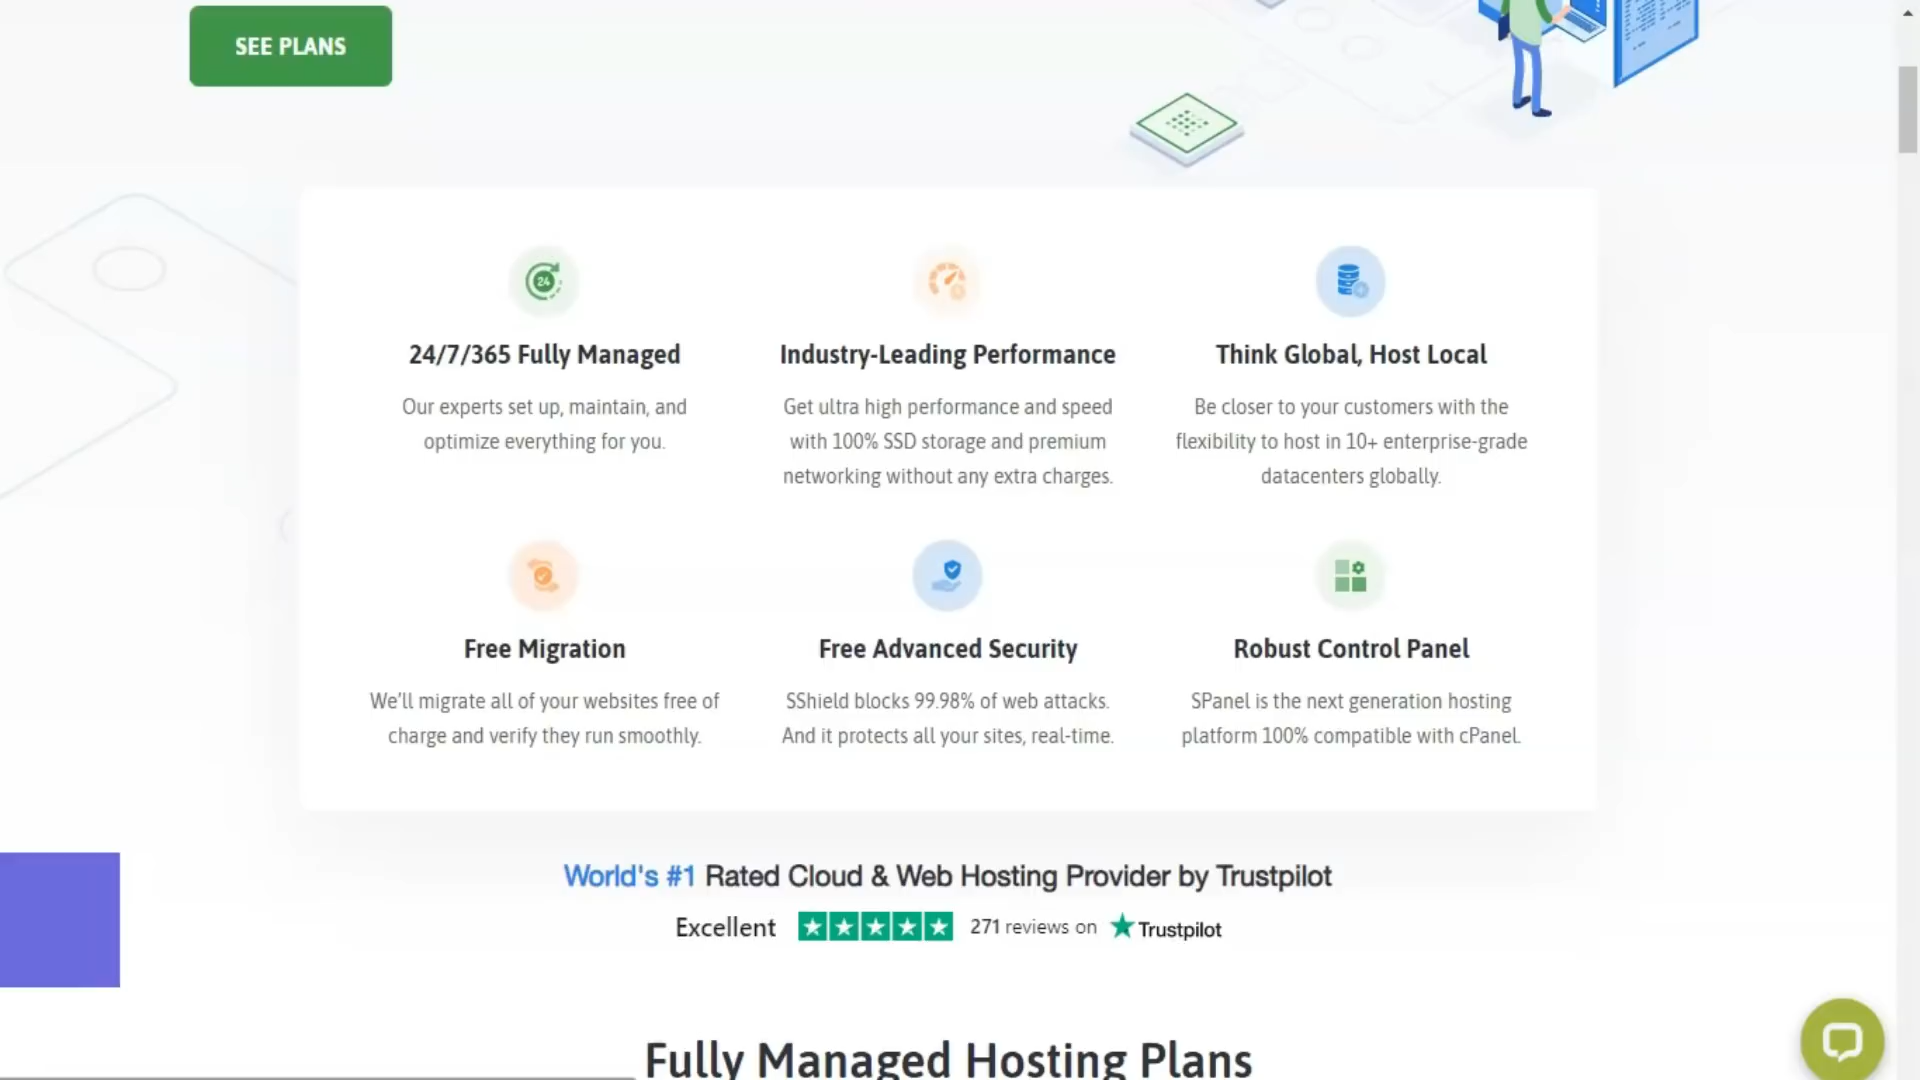 SEE PLANS
24
24/7/365 Fully Managed
Our experts set up, maintain, and
optimize everything for you.
Industry-Leading Performance
Get ultra high performance and speed
with 100% SSD storage and premium
networking without any extra charges.
Think Global, Host Local
Be closer to your customers with the
flexibility to host in 10+ enterprise-grade
datacenters globally.
Free Migration
We'll migrate all of your websites free of
charge and verify they run smoothly.
Free Advanced Security
SShield blocks 99.98% of web attacks.
And it protects all your sites, real-time.
Robust Control Panel
SPanel is the next generation hosting
platform 100% compatible with cPanel.
World's #1 Rated Cloud & Web Hosting Provider by Trustpilot
Excellent 271 reviews on Trustpilot
Fully Managed Hosting Plans